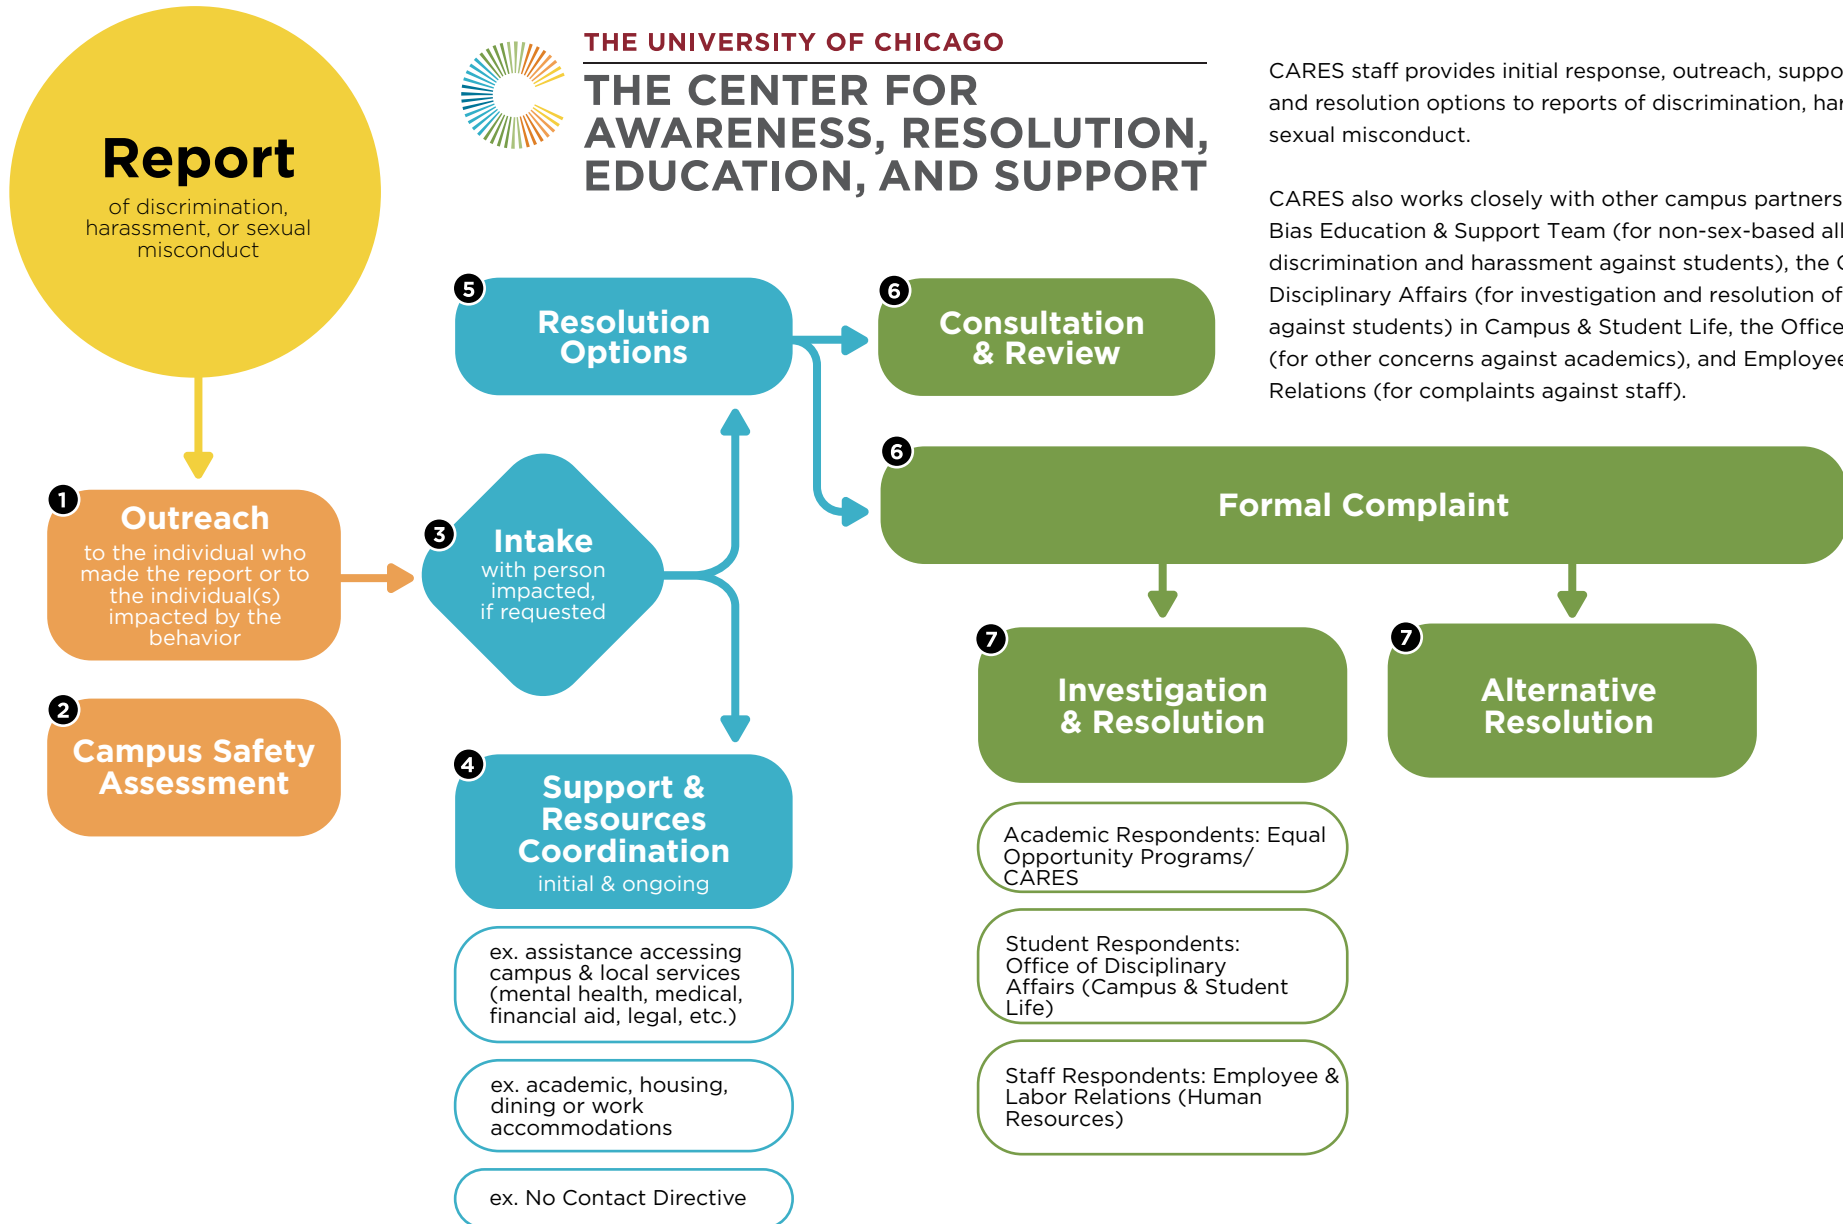 Report
of discrimination,
harassment, or sexual
misconduct
THE UNIVERSITY OF CHICAGO
THE CENTER FOR
AWARENESS, RESOLUTION,
EDUCATION, AND SUPPORT
CARES staff provides initial response, outreach,
and resolution options to reports of discrimination,
sexual misconduct.
CARES also works closely with other campus partners
Bias Education & Support Team (for non-sex-based
discrimination and harassment against students), the
Disciplinary Affairs (for investigation and resolution of
against students) in Campus & Student Life, the Office
(for other concerns against academics), and Employee
Relations (for complaints against staff).
1
Outreach
to the individual who
made the report or to
the individual(s)
impacted by the
behavior
2
Campus Safety
Assessment
3
Intake
with person
impacted,
if requested
5
Resolution
Options
4
Support &
Resources
Coordination
initial & ongoing
ex. assistance accessing
campus & local services
(mental health, medical,
financial aid, legal, etc.)
ex. academic, housing,
dining or work
accommodations
ex. No Contact Directive
6
Consultation
& Review
6
Formal Complaint
7
Investigation
& Resolution
Academic Respondents: Equal
Opportunity Programs/
CARES
Student Respondents:
Office of Disciplinary
Affairs (Campus & Student
Life)
Staff Respondents: Employee &
Labor Relations (Human
Resources)
7
Alternative
Resolution